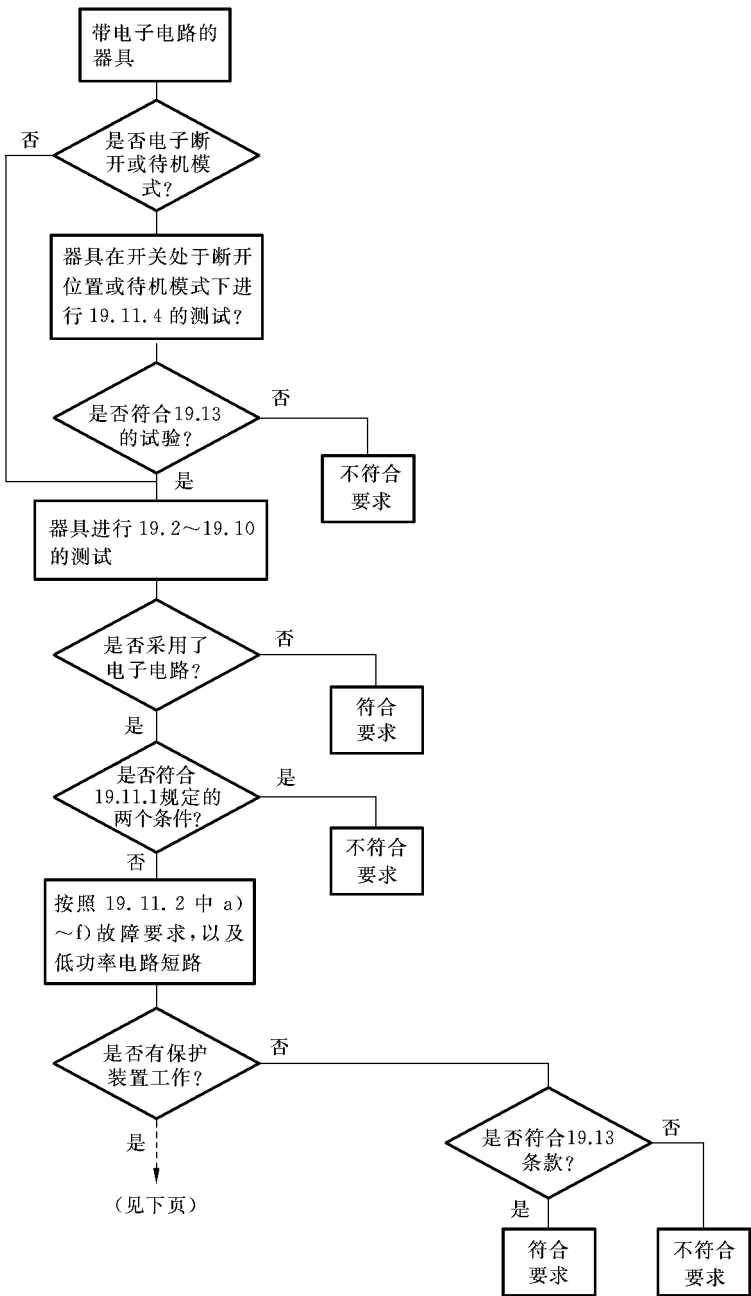 带电子电路的
器具
否
是否电子断
开或待机模
式?
器具在开关处于断开
位置或待机模式下进
行 19.11.4 的测试?
是否符合19.13
的试验?
否
是
不符合
要求
器具进行 19.2～19.10
的测试
是否采用了
电子电路?
否
符合
要求
是
是否符合
19.11.1规定的
两个条件?
是
不符合
要求
否
按照 19.11.2 中 a)
～f)故障要求,以及
低功率电路短路
是否有保护
装置工作?
否
是
(见下页)
是否符合19.13
条款?
否
是
符合
要求
不符合
要求